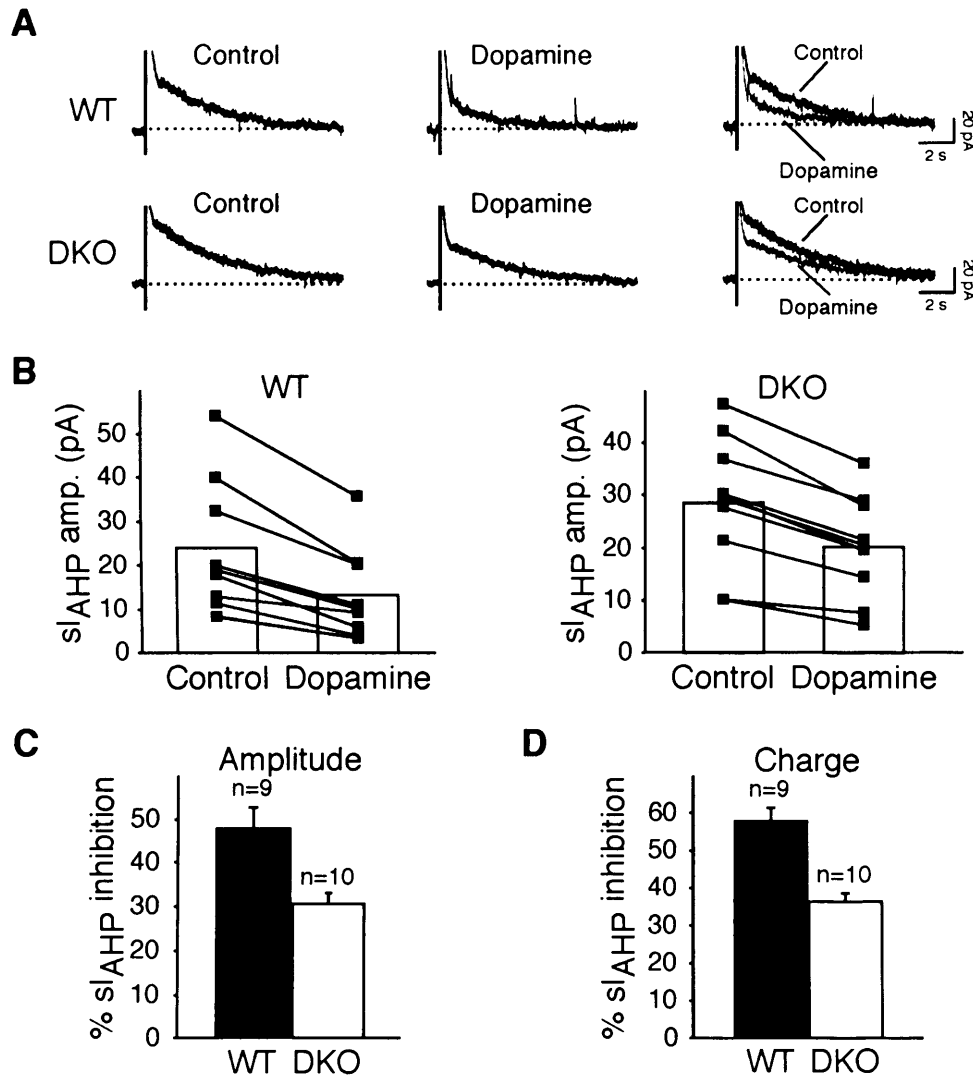 A
Control
Dopamine
Control
WT
Dopamine
20 pA
2 s
Control
Dopamine
Control
DKO
Dopamine
20 pA
2 s
B
WT
sIAHP amp. (pA)
50
40
30
20
10
0
Control Dopamine
DKO
sIAHP amp. (pA)
40
30
20
10
0
Control Dopamine
C
Amplitude
% sIAHP inhibition
50
40
30
20
10
0
n=9
n=10
WT DKO
D
Charge
% sIAHP inhibition
60
50
40
30
20
10
0
n=9
n=10
WT DKO